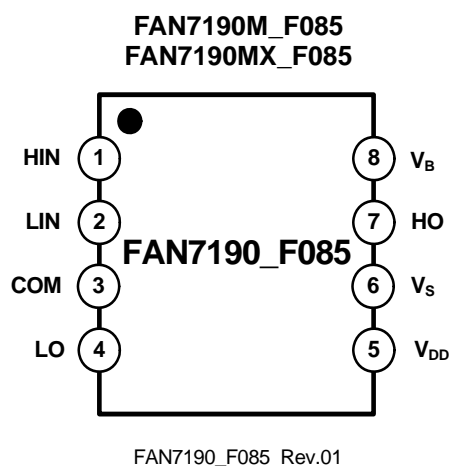 FAN7190M_F085
FAN7190MX_F085
HIN 1 8 VB
LIN 2 7 HO
FAN7190_F085
COM 3 6 VS
LO 4 5 VDD
FAN7190_F085 Rev.01